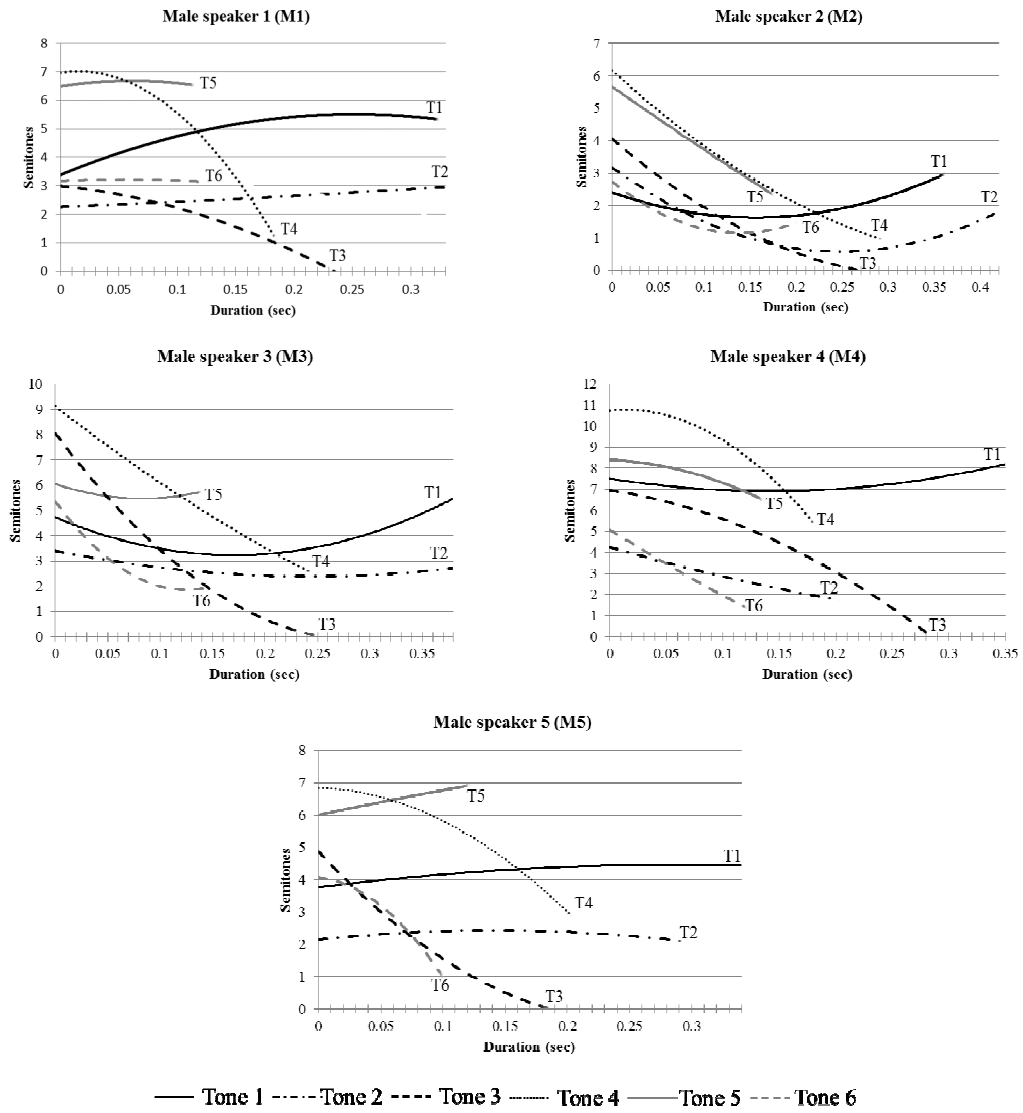 Male speaker 1 (M1)
8
7
6
5
4
3
2
1
0
Semitones
T5
T1
T6
T2
T4
T3
0 0.05 0.1 0.15 0.2 0.25 0.3
Duration (sec)
Male speaker 2 (M2)
7
6
5
4
3
2
1
0
Semitones
T1
T5
T2
T6
T4
T3
0 0.05 0.1 0.15 0.2 0.25 0.3 0.35 0.4
Duration (sec)
Male speaker 3 (M3)
10
9
8
7
6
5
4
3
2
1
0
Semitones
T5
T1
T4
T2
T6
T3
0 0.05 0.1 0.15 0.2 0.25 0.3 0.35
Duration (sec)
Male speaker 4 (M4)
12
11
10
9
8
7
6
5
4
3
2
1
0
Semitones
T1
T5
T4
T2
T6
T3
0 0.05 0.1 0.15 0.2 0.25 0.3 0.35
Duration (sec)
Male speaker 5 (M5)
8
7
6
5
4
3
2
1
0
Semitones
T5
T1
T4
T2
T6
T3
0 0.05 0.1 0.15 0.2 0.25 0.3
Duration (sec)
Tone 1 Tone 2 Tone 3 Tone 4 Tone 5 Tone 6